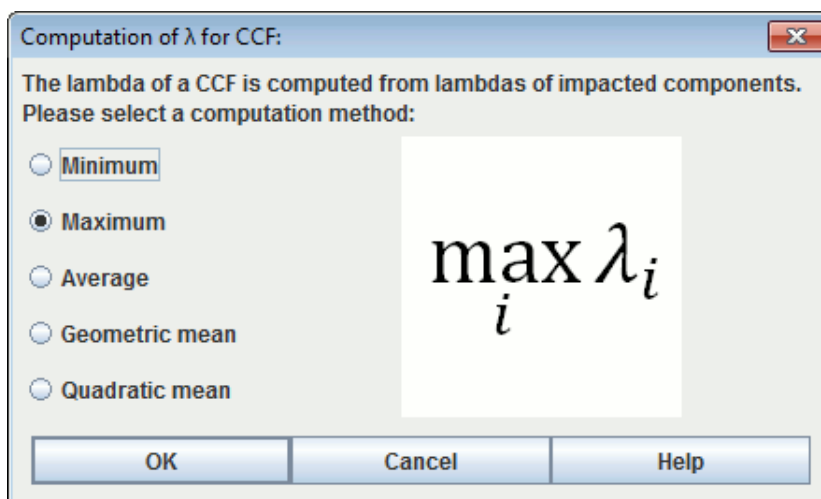 Computation of λ for CCF:
The lambda of a CCF is computed from lambdas of impacted components.
Please select a computation method:
Minimum
Maximum
Average
Geometric mean
Quadratic mean
max λi
i
OK Cancel Help